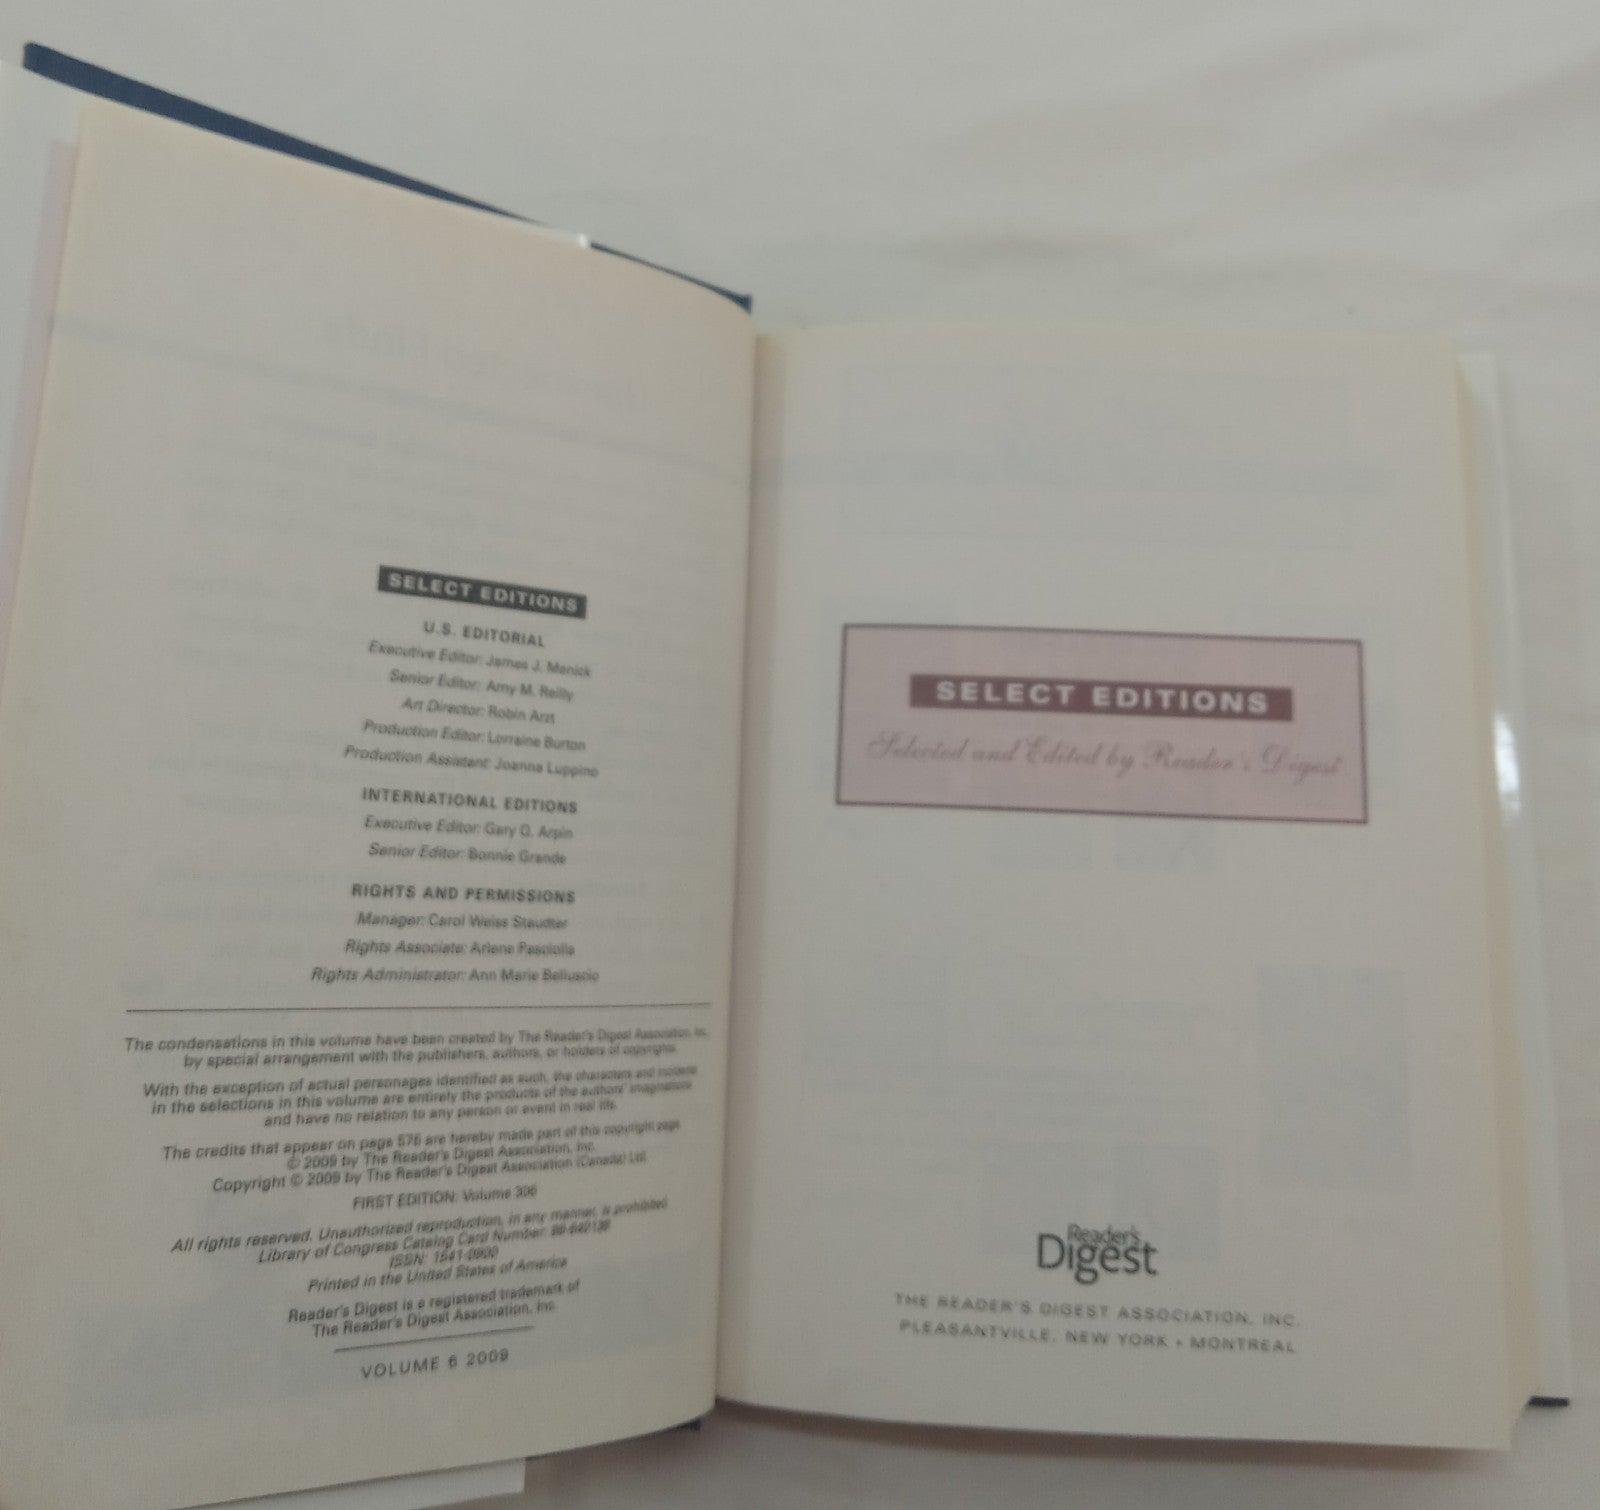 SELECT EDITIONS
U.S. EDITORIAL
Executive Editor: James J. Menick
Senior Editor: Amy M. Reilly
Art Director: Robin Arzt
Production Editor: Lorraine Burton
Production Assistant: Joanna Luppino
INTERNATIONAL EDITIONS
Executive Editor: Gary Q. Arpin
Senior Editor: Bonnie Grande
RIGHTS AND PERMISSIONS
Manager: Carol Weiss Staudter
Rights Associate: Arlene Pasciolla
Rights Administrator: Ann Marie Belluscio
The condensations in this volume have been created by The Reader's Digest Association, Inc.
by special arrangement with the publishers, authors, or holders of copyrights.
With the exception of actual personages identified as such, the characters and incidents
in the selections in this volume are entirely the products of the authors' imaginations
and have no relation to any person or event in real life.
The credits that appear on page 576 are hereby made part of this copyright page.
© 2009 by The Reader's Digest Association, Inc.
Copyright © 2009 by The Reader's Digest Association (Canada) Ltd.
FIRST EDITION: Volume 306
All rights reserved. Unauthorized reproduction, in any manner, is prohibited.
Library of Congress Catalog Card Number:
ISSN: 1541-0900
Printed in the United States of America
Reader's Digest is a registered trademark of
The Reader's Digest Association, Inc.
VOLUME 6 2009
SELECT EDITIONS
Selected and Edited by Reader's Digest
Reader's
Digest
THE READER'S DIGEST ASSOCIATION, INC.
PLEASANTVILLE, NEW YORK • MONTREAL